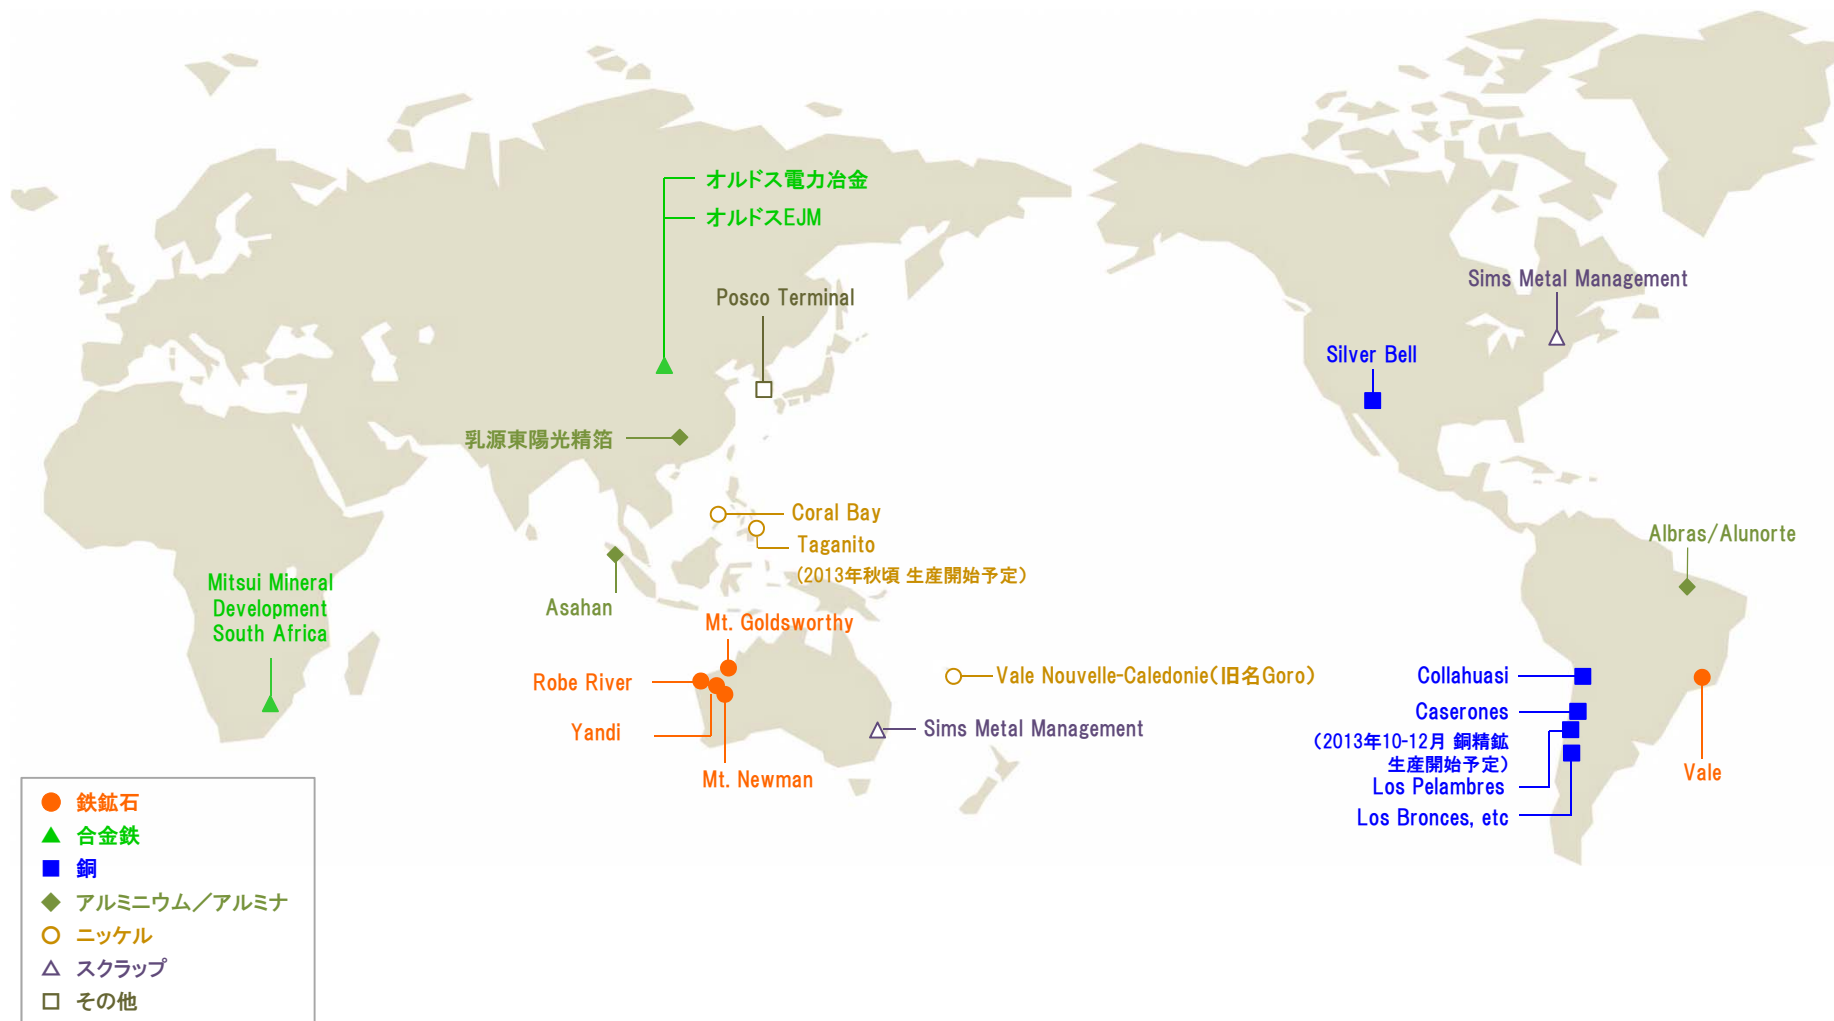 オルドス電力冶金
オルドスEJM
Posco Terminal
Sims Metal Management
Silver Bell
乳源東陽光精箔
Coral Bay
Taganito
(2013年秋頃 生産開始予定)
Albras/Alunorte
Mitsui Mineral
Development
South Africa
Asahan
Mt. Goldsworthy
Robe River
Yandi
Mt. Newman
Vale Nouvelle-Caledonie(旧名Goro)
Sims Metal Management
Collahuasi
Caserones
(2013年10-12月 銅精鉱
生産開始予定)
Los Pelambres
Los Bronces, etc
Vale
鉄鉱石
合金鉄
銅
アルミニウム／アルミナ
ニッケル
スクラップ
その他